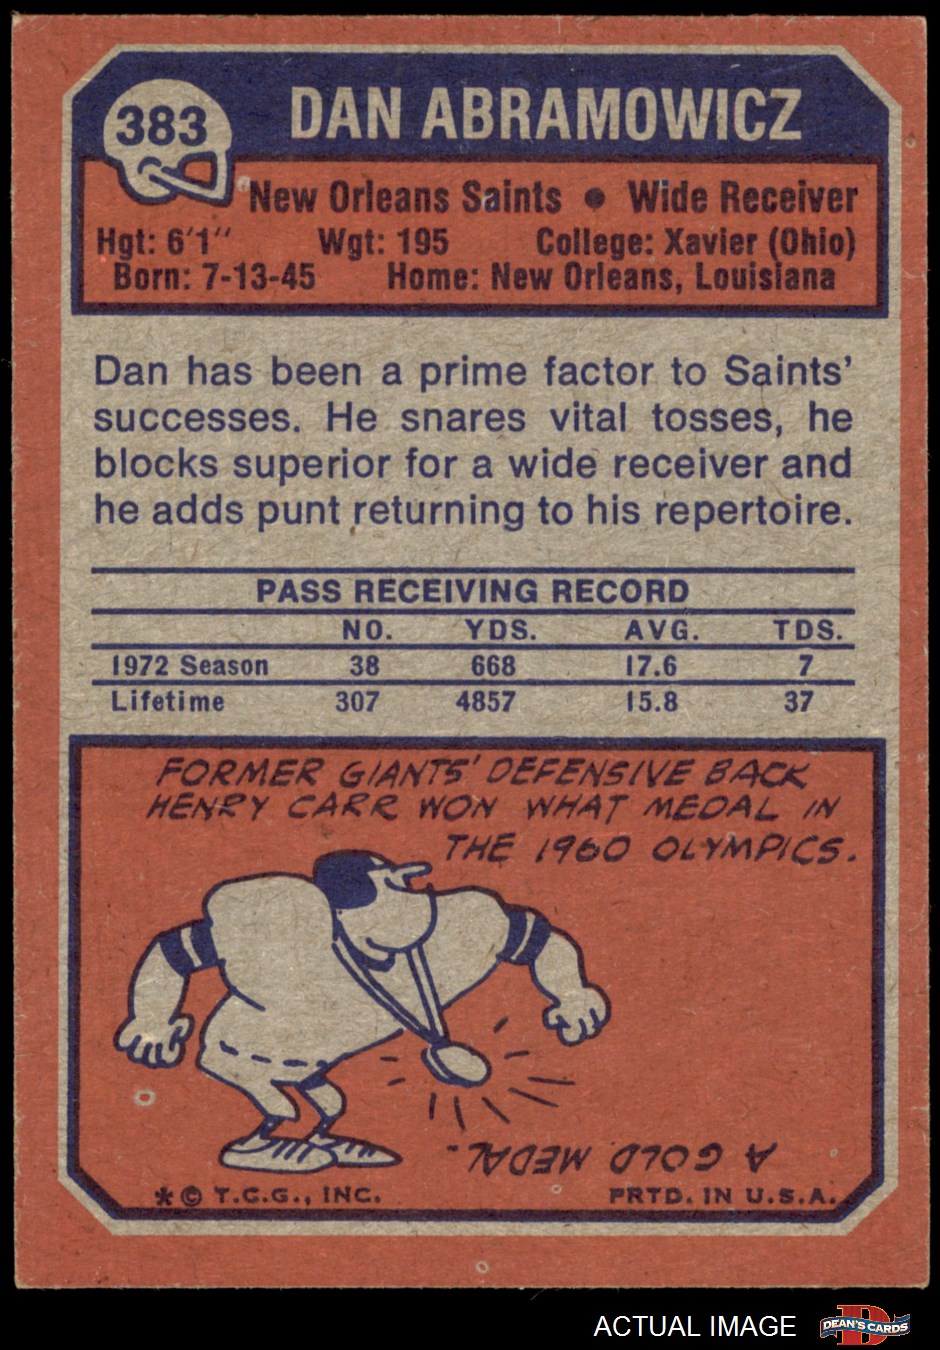 383
DAN ABRAMOWICZ
New Orleans Saints ● Wide Receiver
Hgt: 6'1" Wgt: 195 College: Xavier (Ohio)
Born: 7-13-45 Home: New Orleans, Louisiana
Dan has been a prime factor to Saints'
successes. He snares vital tosses, he
blocks superior for a wide receiver and
he adds punt returning to his repertoire.
PASS RECEIVING RECORD
NO. YDS. AVG. TDS.
1972 Season 38 668 17.6 7
Lifetime 307 4857 15.8 37
FORMER GIANTS' DEFENSIVE BACK
HENRY CARR WON WHAT MEDAL IN
THE 1960 OLYMPICS.
A GOLD MEDAL.
* © T.C.G., INC. PRTD. IN U.S.A.
ACTUAL IMAGE
D
DEAN'S CARDS